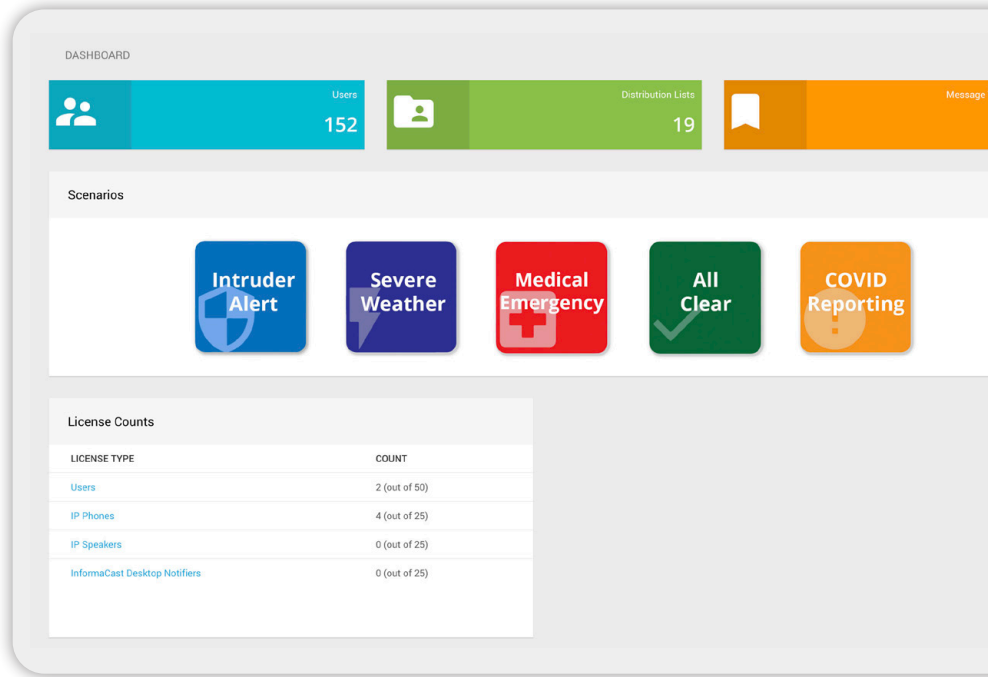 DASHBOARD
Users
152
Distribution Lists
19
Message
Scenarios
Intruder
Alert
Severe
Weather
Medical
Emergency
All
Clear
COVID
Reporting
License Counts
LICENSE TYPE COUNT
Users 2 (out of 50)
IP Phones 4 (out of 25)
IP Speakers 0 (out of 25)
InformaCast Desktop Notifiers 0 (out of 25)